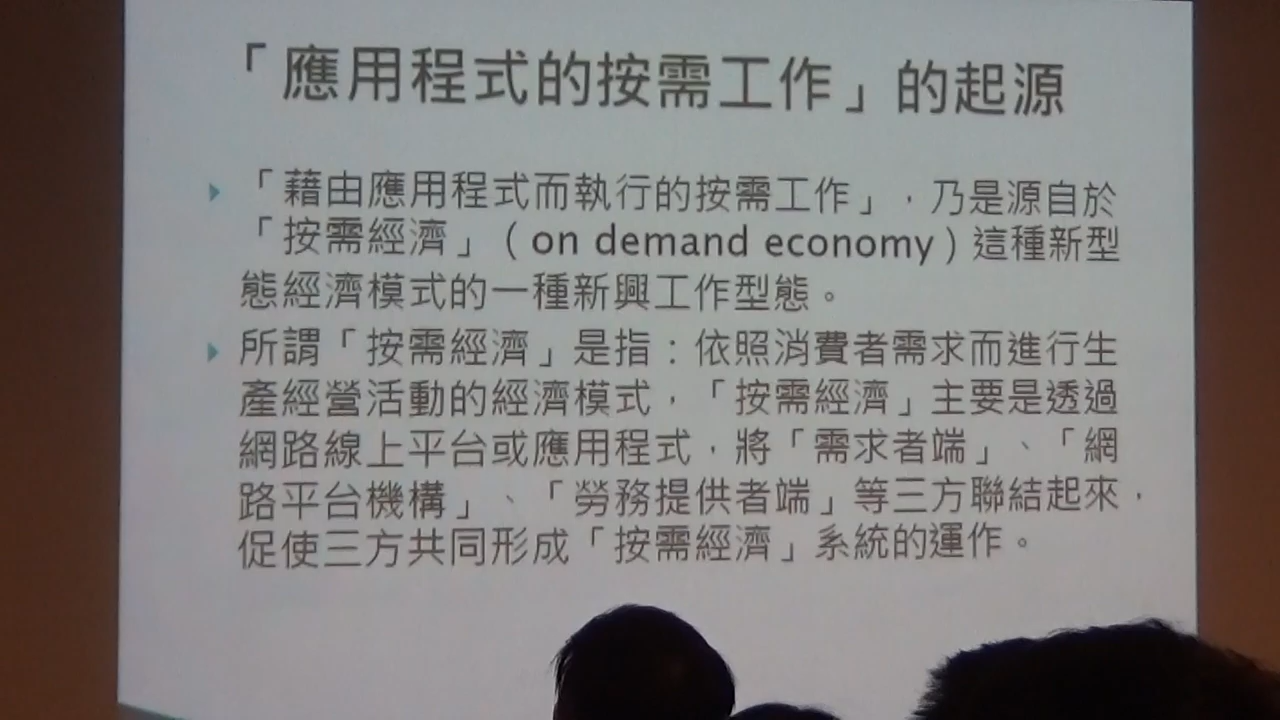 「應用程式的按需工作」的起源
「藉由應用程式而執行的按需工作」，乃是源自於
「按需經濟」（on demand economy）這種新型
態經濟模式的一種新興工作型態。
所謂「按需經濟」是指：依照消費者需求而進行生
產經營活動的經濟模式，「按需經濟」主要是透過
網路線上平台或應用程式，將「需求者端」、「網
路平台機構」、「勞務提供者端」等三方聯結起來，
促使三方共同形成「按需經濟」系統的運作。